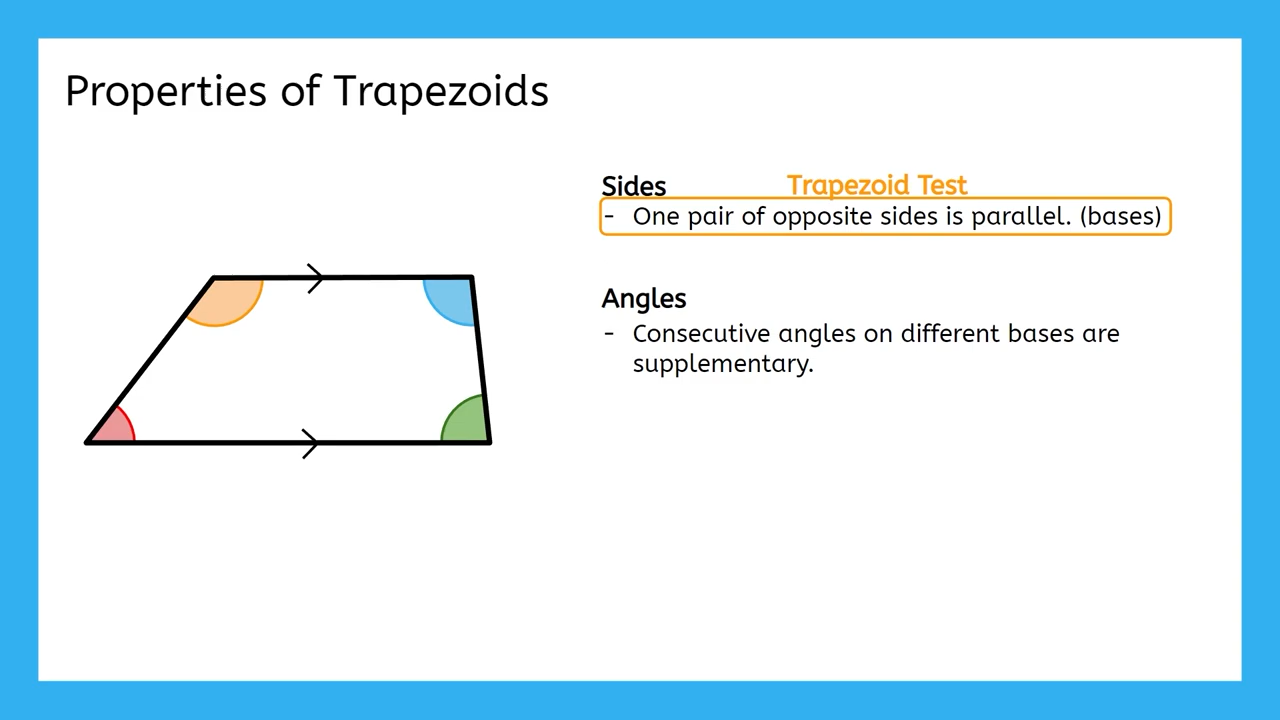 Properties of Trapezoids
Sides
Trapezoid Test
- One pair of opposite sides is parallel. (bases)
Angles
- Consecutive angles on different bases are
supplementary.